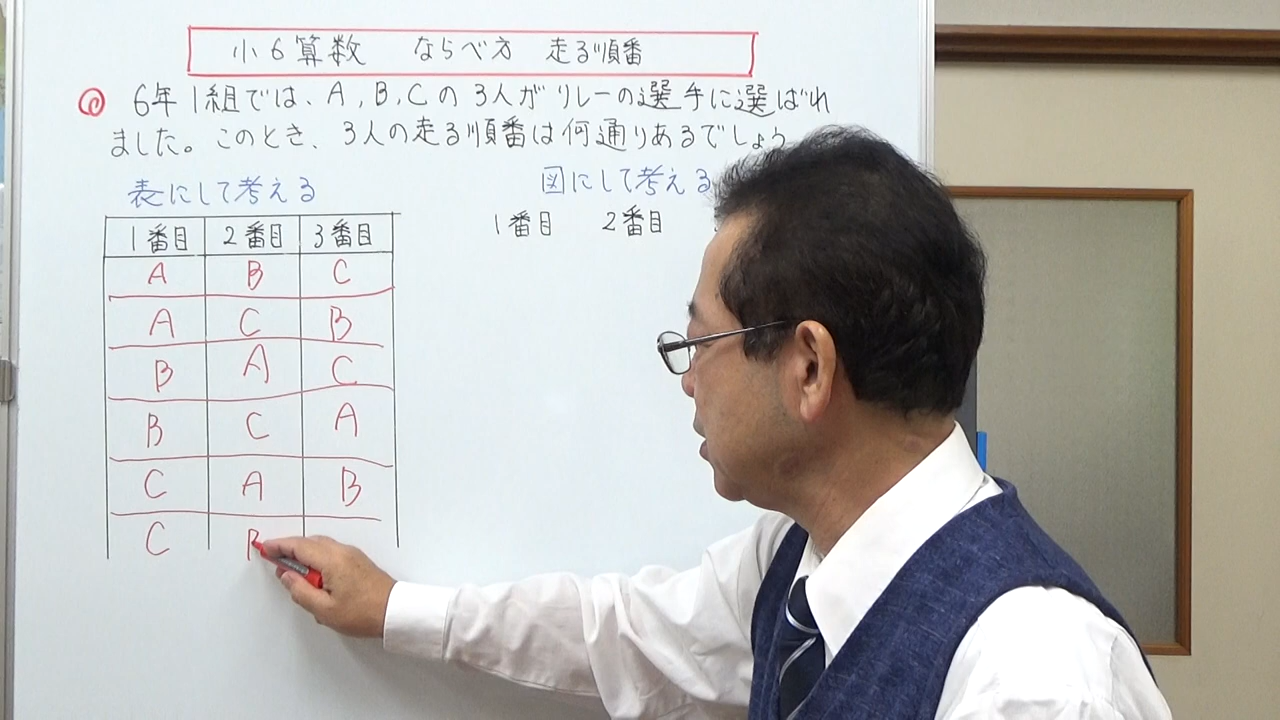 小6算数 ならべ方 走る順番
6年1組では、A,B,Cの3人がリレーの選手に選ばれ
ました。このとき、3人の走る順番は何通りあるでしょう
表にして考える
1番目 2番目 3番目
A B C
A C B
B A C
B C A
C A B
C B
図にして考える
1番目 2番目